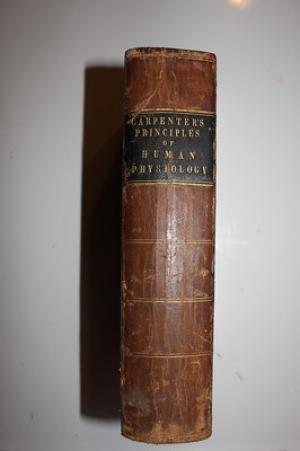 CARPENTER'S
PRINCIPLES
OF
HUMAN
PHYSIOLOGY